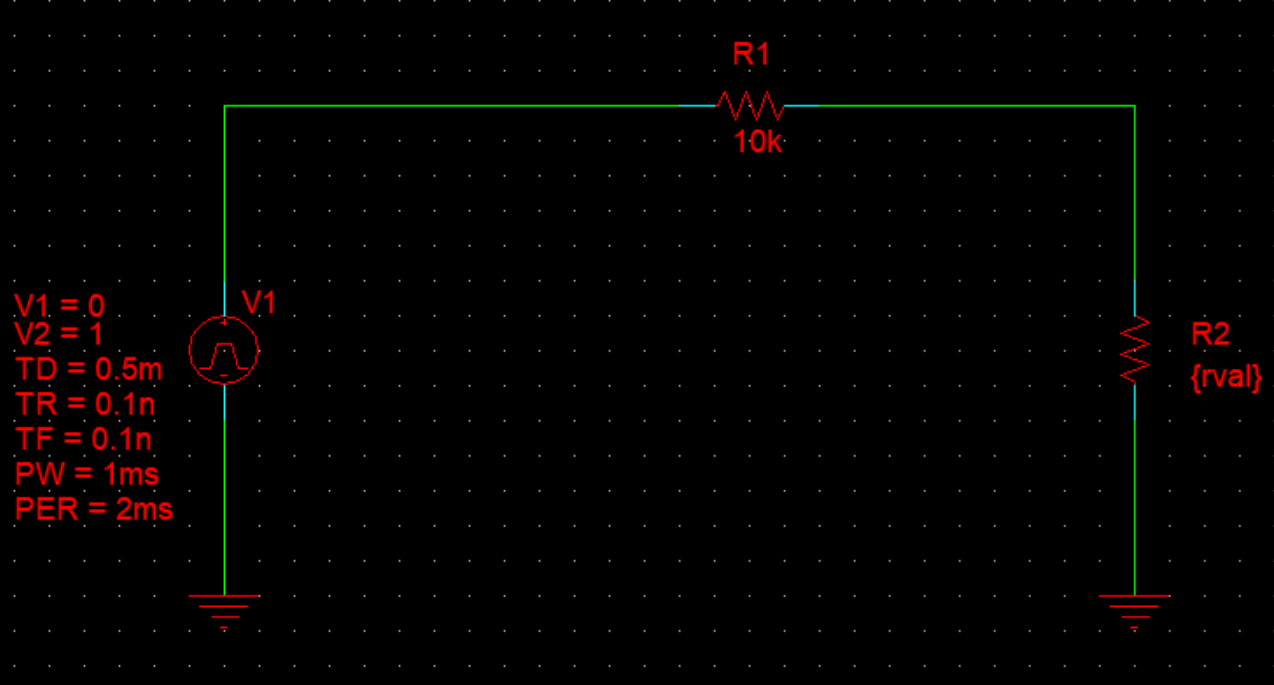 R1
10k
V1
V1 = 0
V2 = 1
TD = 0.5m
TR = 0.1n
TF = 0.1n
PW = 1ms
PER = 2ms
R2
{rval}